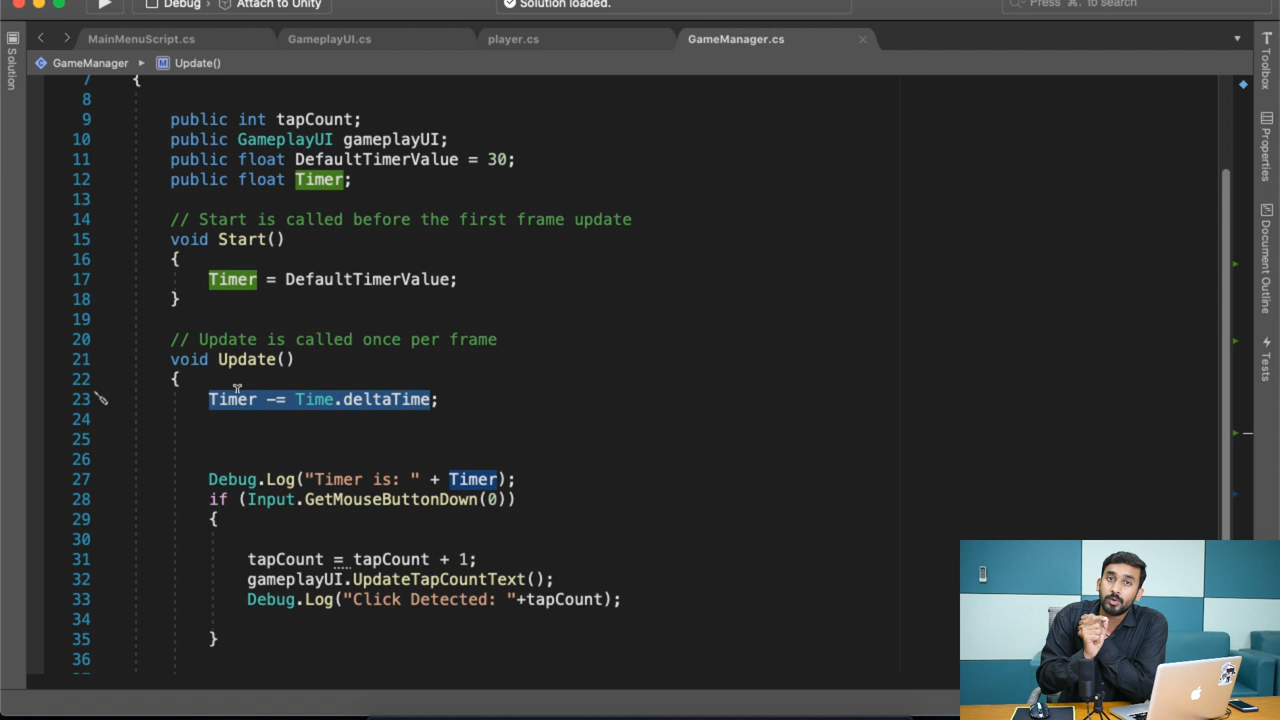 Debug
Attach to Unity
Solution loaded.
Press ⌘. to search
MainMenuScript.cs
GameplayUI.cs
player.cs
GameManager.cs
GameManager
Update()
Solution
Toolbox
Properties
Document Outline
Tests
7 {
8
9 public int tapCount;
10 public GameplayUI gameplayUI;
11 public float DefaultTimerValue = 30;
12 public float Timer;
13
14 // Start is called before the first frame update
15 void Start()
16 {
17 Timer = DefaultTimerValue;
18 }
19
20 // Update is called once per frame
21 void Update()
22 {
23 Timer -= Time.deltaTime;
24
25
26
27 Debug.Log("Timer is: " + Timer);
28 if (Input.GetMouseButtonDown(0))
29 {
30
31 tapCount = tapCount + 1;
32 gameplayUI.UpdateTapCountText();
33 Debug.Log("Click Detected: "+tapCount);
34
35 }
36